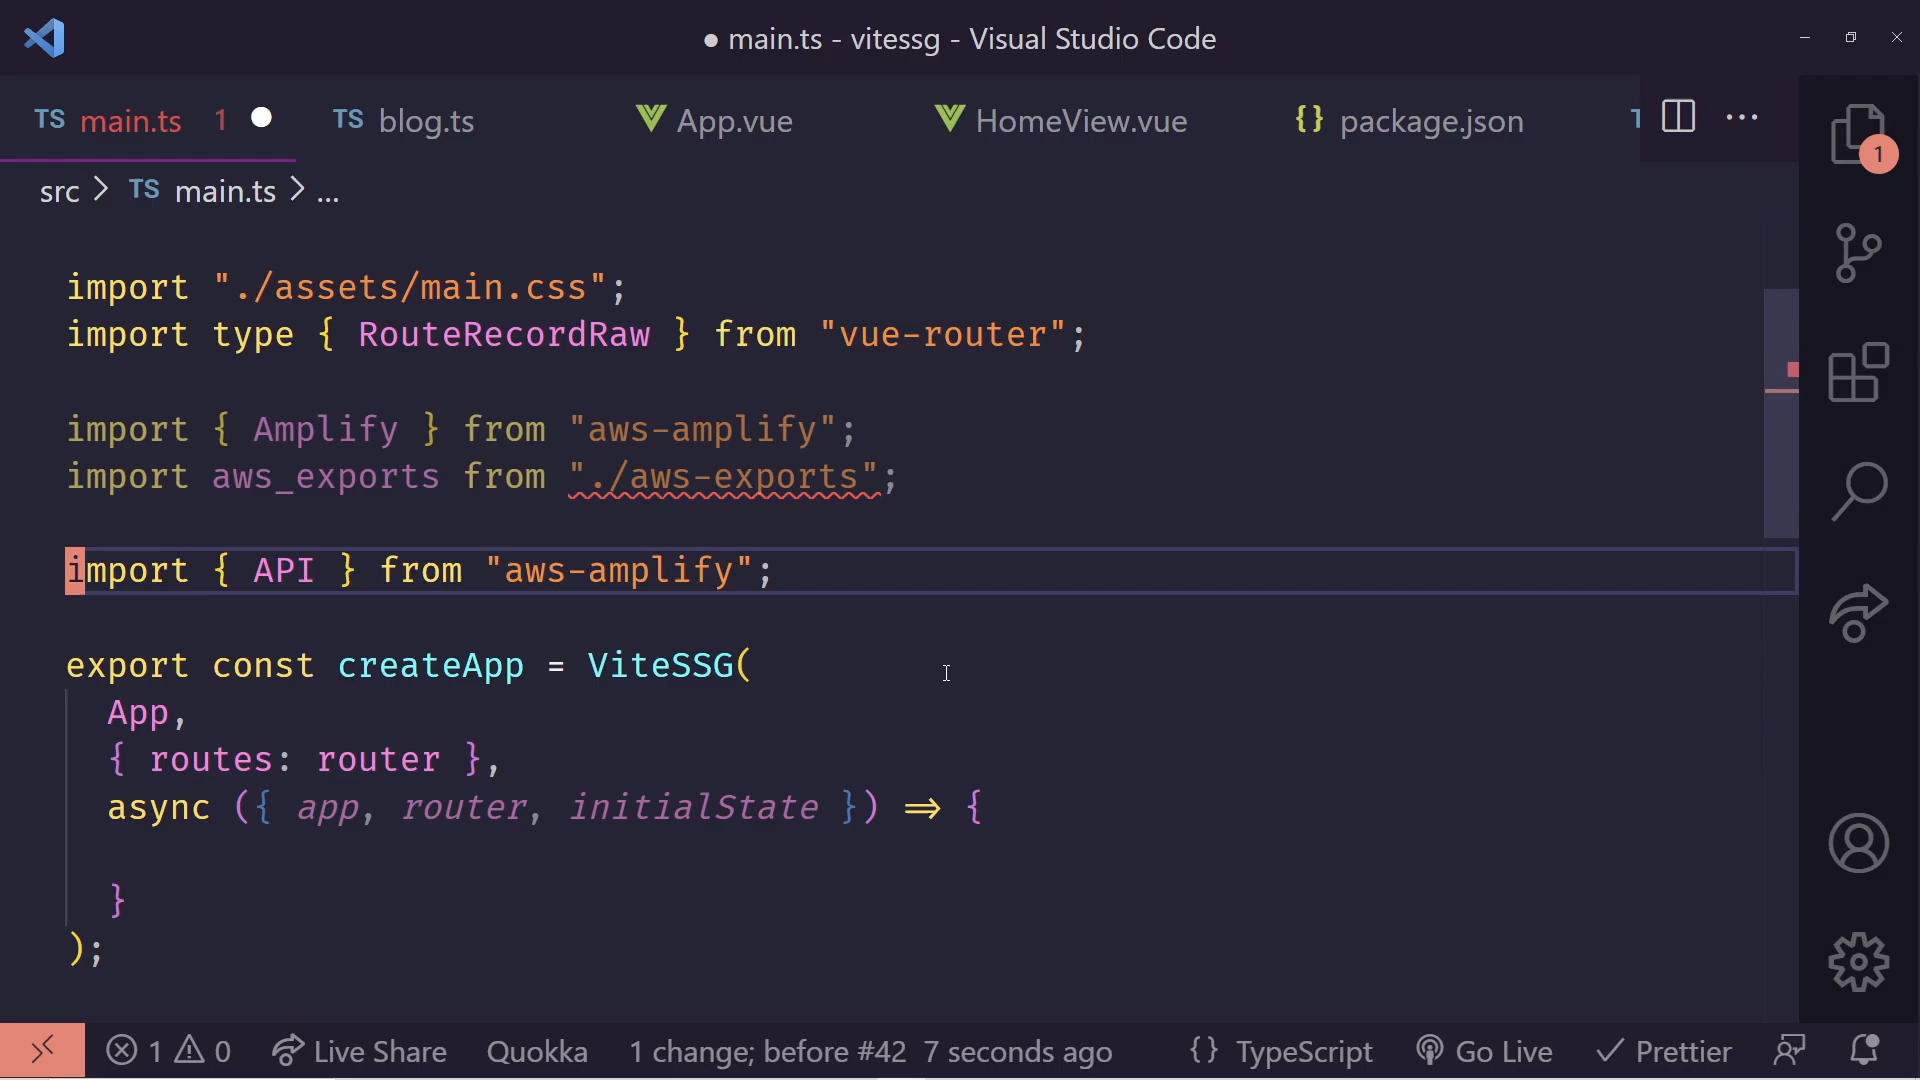 ● main.ts - vitessg - Visual Studio Code
TS main.ts 1 TS blog.ts App.vue HomeView.vue {} package.json
src > TS main.ts > ...
import "./assets/main.css";
import type { RouteRecordRaw } from "vue-router";
import { Amplify } from "aws-amplify";
import aws_exports from "./aws-exports";
import { API } from "aws-amplify";
export const createApp = ViteSSG(
App,
{ routes: router },
async ({ app, router, initialState }) => {
}
);
1
1 0 Live Share Quokka 1 change; before #42 7 seconds ago {} TypeScript Go Live Prettier